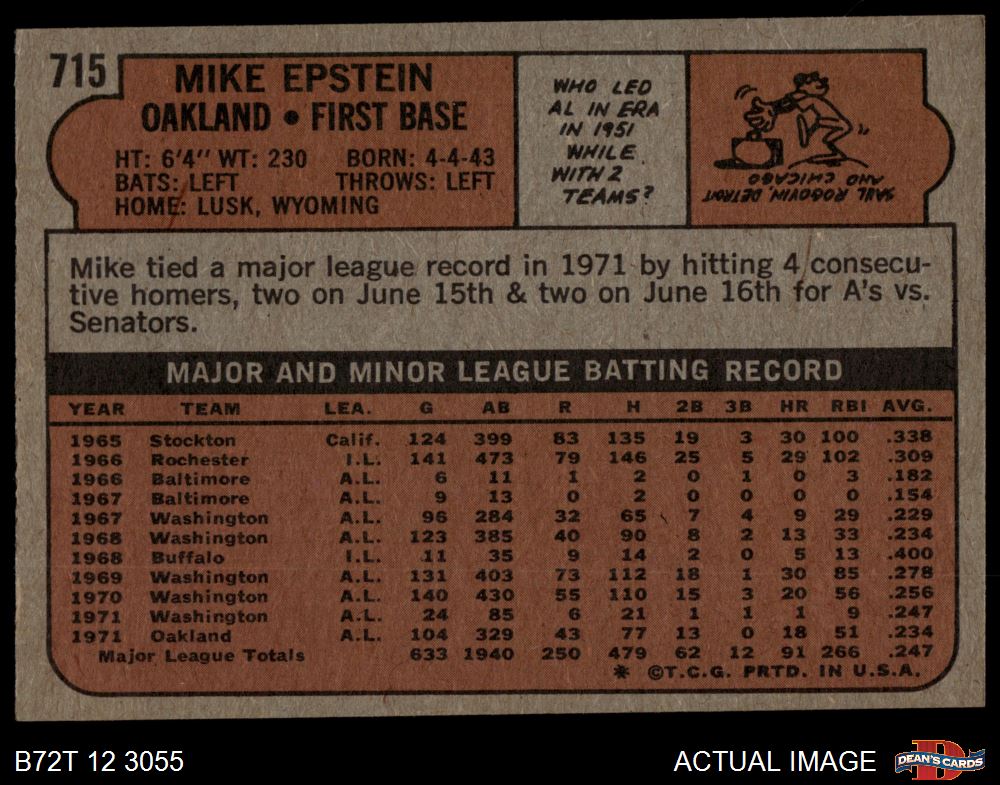 715
MIKE EPSTEIN
OAKLAND • FIRST BASE
HT: 6'4" WT: 230 BORN: 4-4-43
BATS: LEFT THROWS: LEFT
HOME: LUSK, WYOMING
WHO LED
AL IN ERA
IN 1951
WHILE
WITH 2
TEAMS?
SAUL ROGOVIN, DETROIT
AND CHICAGO
Mike tied a major league record in 1971 by hitting 4 consecu-
tive homers, two on June 15th & two on June 16th for A's vs.
Senators.
MAJOR AND MINOR LEAGUE BATTING RECORD
YEAR TEAM LEA. G AB R H 2B 3B HR RBI AVG.
1965 Stockton Calif. 124 399 83 135 19 3 30 100 .338
1966 Rochester I.L. 141 473 79 146 25 5 29 102 .309
1966 Baltimore A.L. 6 11 1 2 0 1 0 3 .182
1967 Baltimore A.L. 9 13 0 2 0 0 0 0 .154
1967 Washington A.L. 96 284 32 65 7 4 9 29 .229
1968 Washington A.L. 123 385 40 90 8 2 13 33 .234
1968 Buffalo I.L. 11 35 9 14 2 0 5 13 .400
1969 Washington A.L. 131 403 73 112 18 1 30 85 .278
1970 Washington A.L. 140 430 55 110 15 3 20 56 .256
1971 Washington A.L. 24 85 6 21 1 1 1 9 .247
1971 Oakland A.L. 104 329 43 77 13 0 18 51 .234
Major League Totals 633 1940 250 479 62 12 91 266 .247
* ©T.C.G. PRTD. IN U.S.A.
B72T 12 3055
ACTUAL IMAGE
DEAN'S CARDS